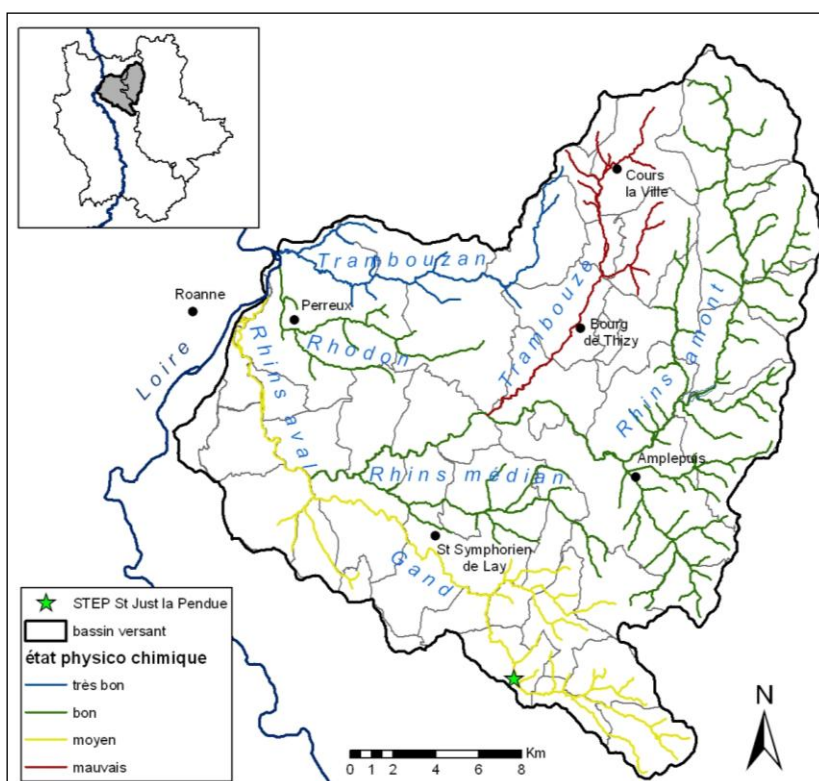 Cours
la Ville
Trambouzan
Roanne
Perreux
Loire
Rhodon
Trambouze
Bourg
de Thizy
Rhins amont
Rhins aval
Amplepuis
Rhins médian
St Symphorien
de Lay
Gand
STEP St Just la Pendue
bassin versant
état physico chimique
très bon
bon
moyen
mauvais
N
Km
0 1 2 4 6 8